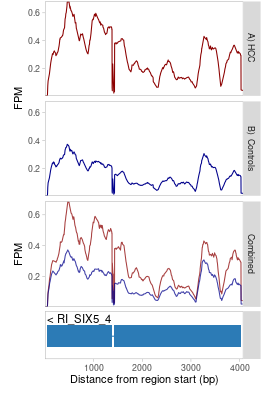 0.6
0.4
0.2
A) HCC
FPM
0.6
0.4
0.2
B) Controls
0.6
0.4
0.2
FPM
Combined
< RI_SIX5_4
1000 2000 3000 4000
Distance from region start (bp)